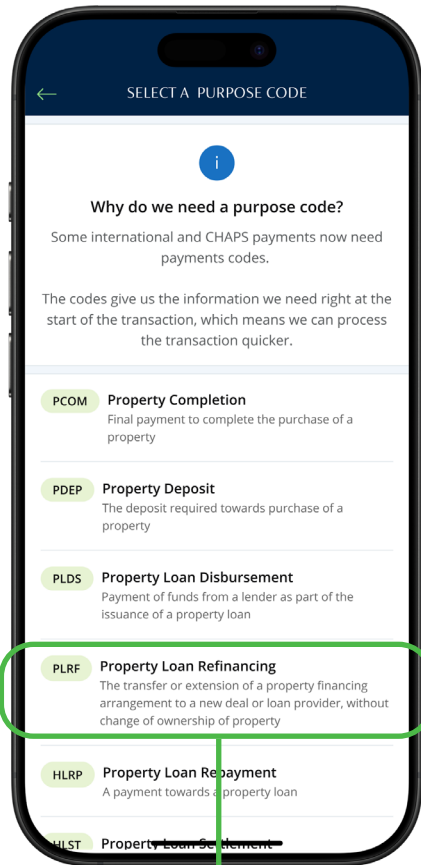 SELECT A PURPOSE CODE
i
Why do we need a purpose code?
Some international and CHAPS payments now need
payments codes.
The codes give us the information we need right at the
start of the transaction, which means we can process
the transaction quicker.
PCOM Property Completion
Final payment to complete the purchase of a
property
PDEP Property Deposit
The deposit required towards purchase of a
property
PLDS Property Loan Disbursement
Payment of funds from a lender as part of the
issuance of a property loan
PLRF Property Loan Refinancing
The transfer or extension of a property financing
arrangement to a new deal or loan provider, without
change of ownership of property
HLRP Property Loan Repayment
A payment towards a property loan
HLST Property Loan Settlement